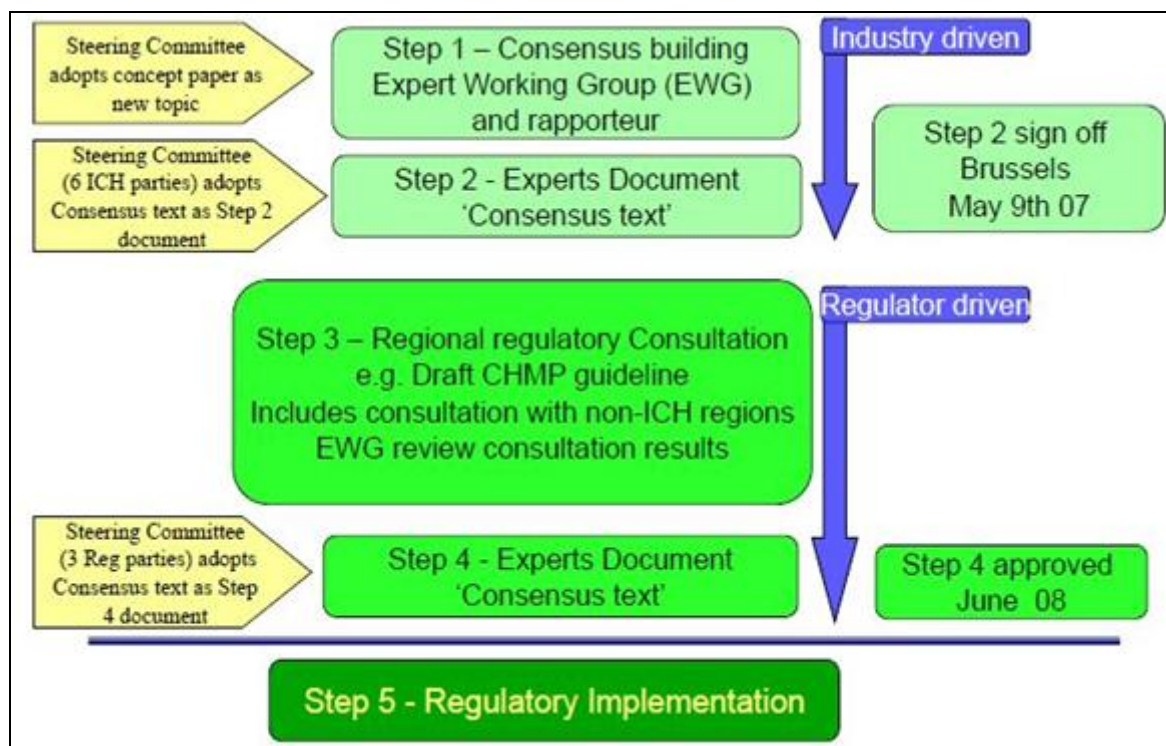 Steering Committee
adopts concept paper as
new topic
Step 1 – Consensus building
Expert Working Group (EWG)
and rapporteur
Industry driven
Steering Committee
(6 ICH parties) adopts
Consensus text as Step 2
document
Step 2 - Experts Document
‘Consensus text’
Step 2 sign off
Brussels
May 9th 07
Regulator driven
Step 3 – Regional regulatory Consultation
e.g. Draft CHMP guideline
Includes consultation with non-ICH regions
EWG review consultation results
Steering Committee
(3 Reg parties) adopts
Consensus text as Step
4 document
Step 4 - Experts Document
‘Consensus text’
Step 4 approved
June 08
Step 5 - Regulatory Implementation